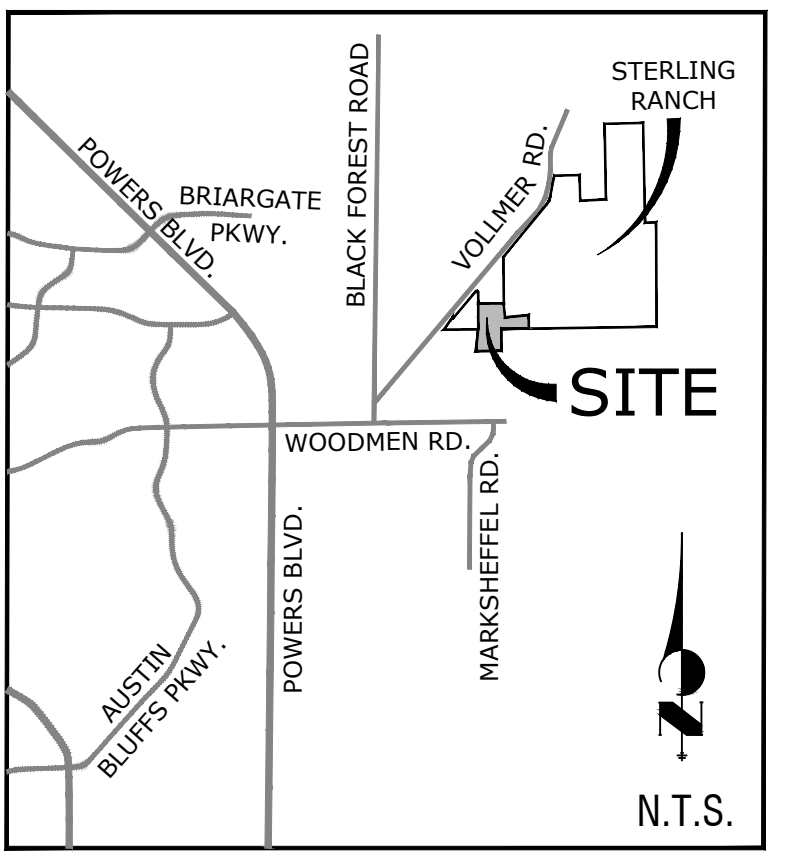 STERLING
RANCH
BLACK FOREST ROAD
VOLLMER RD.
POWERS BLVD.
BRIARGATE
PKWY.
SITE
WOODMEN RD.
MARKSHEFFEL RD.
POWERS BLVD.
AUSTIN
BLUFFS PKWY.
N
N.T.S.